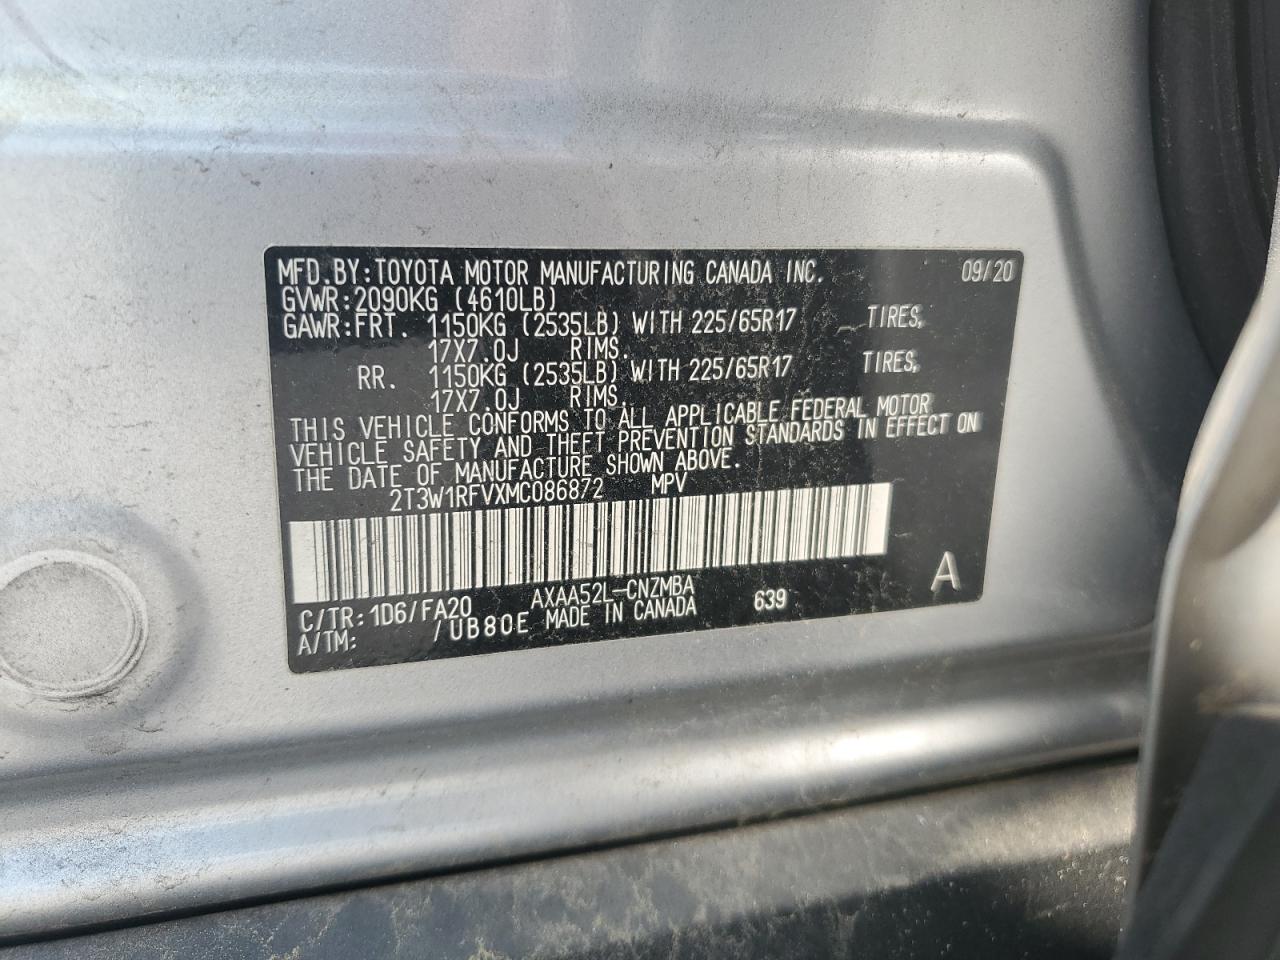 MFD.BY:TOYOTA MOTOR MANUFACTURING CANADA INC. 09/20
GVWR:2090KG (4610LB)
GAWR:FRT. 1150KG (2535LB) WITH 225/65R17 TIRES,
17X7.0J RIMS.
RR. 1150KG (2535LB) WITH 225/65R17 TIRES,
17X7.0J RIMS.
THIS VEHICLE CONFORMS TO ALL APPLICABLE FEDERAL MOTOR
VEHICLE SAFETY AND THEFT PREVENTION STANDARDS IN EFFECT ON
THE DATE OF MANUFACTURE SHOWN ABOVE.
2T3W1RFVXMC086872 MPV
C/TR:1D6/FA20 AXAA52L-CNZMBA 639 A
A/TM: /UB80E MADE IN CANADA